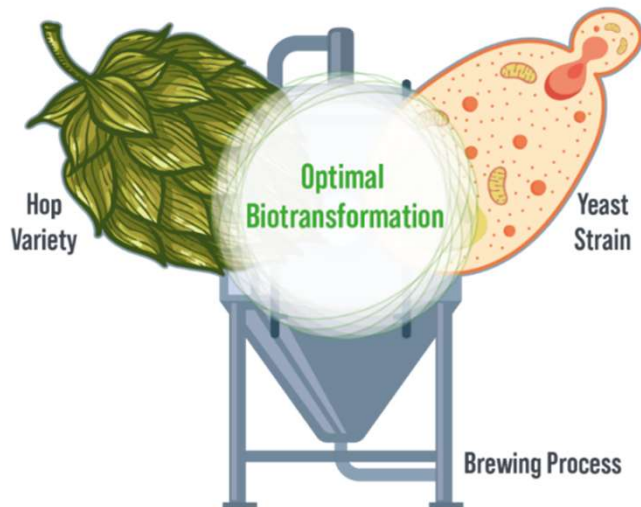 Optimal
Biotransformation
Hop
Variety
Yeast
Strain
Brewing Process